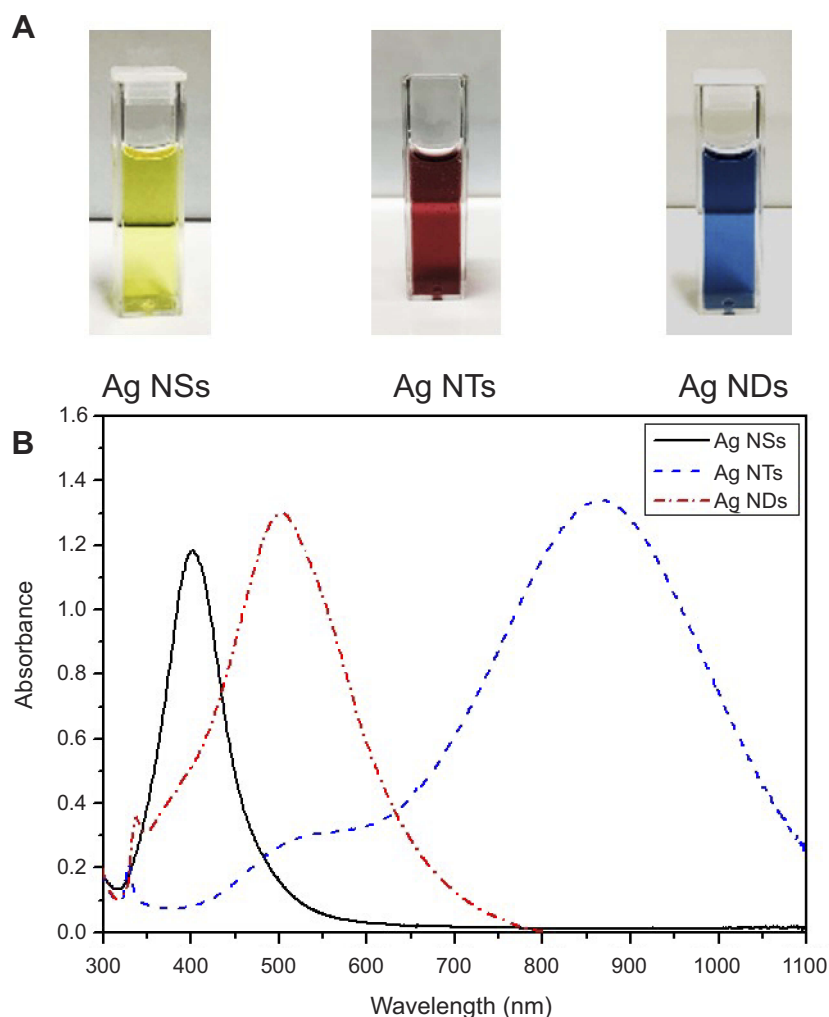 A
Ag NSs
Ag NTs
Ag NDs
B
1.6
1.4
1.2
1.0
0.8
0.6
0.4
0.2
0.0
Absorbance
Ag NSs
Ag NTs
Ag NDs
300
400
500
600
700
800
900
1000
1100
Wavelength (nm)